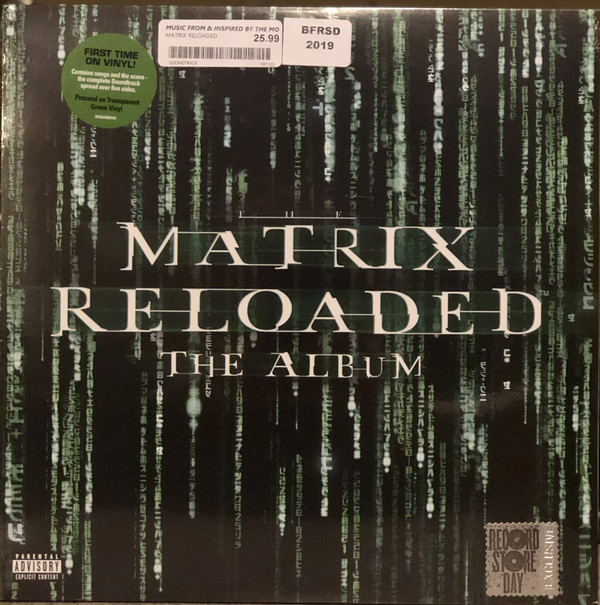 MUSIC FROM & INSPIRED BY THE MO
MATRIX RELOADED
25.99
SOUNDTRACK
BFRSD
2019
FIRST TIME
ON VINYL!
Contains songs and the score -
the complete Soundtrack
spread over five sides.
Pressed on Transparent
Green Vinyl
THE
MATRIX
RELOADED
THE ALBUM
PARENTAL
ADVISORY
EXPLICIT CONTENT
RECORD
STORE
DAY
EXCLUSIVE